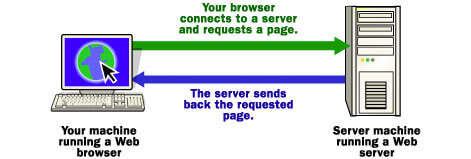 Your browser
connects to a server
and requests a page.
The server sends
back the requested
page.
Your machine
running a Web
browser
Server machine
running a Web
server